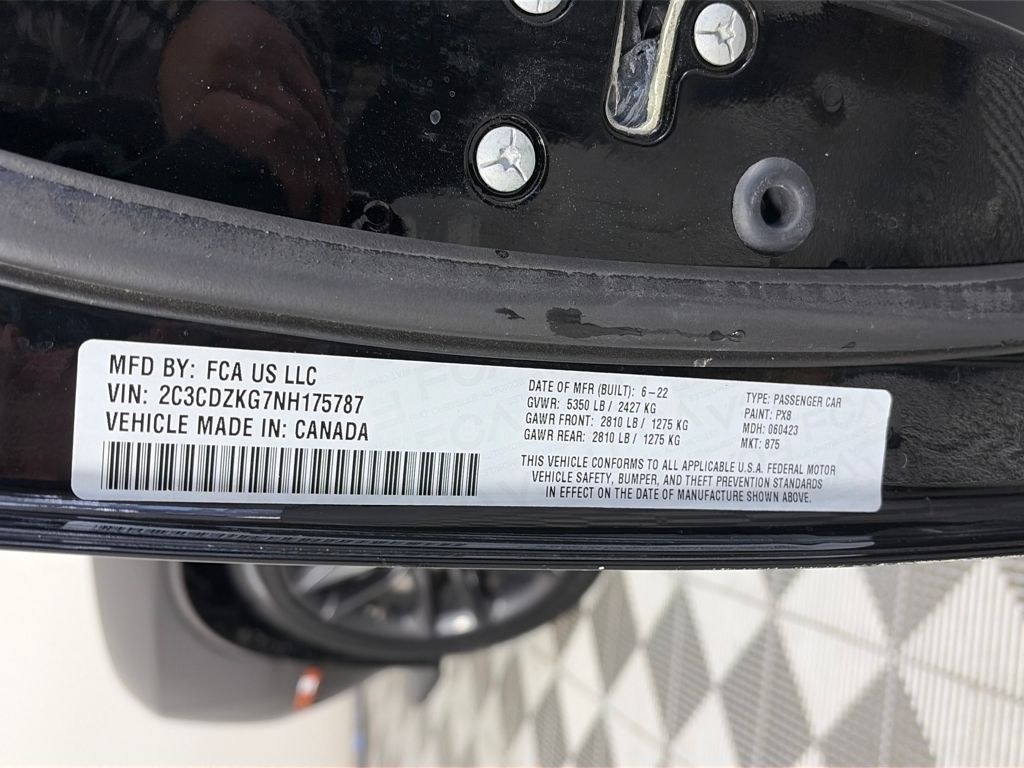 MFD BY: FCA US LLC
VIN: 2C3CDZKG7NH175787
VEHICLE MADE IN: CANADA
DATE OF MFR (BUILT): 6-22
GVWR: 5350 LB / 2427 KG
GAWR FRONT: 2810 LB / 1275 KG
GAWR REAR: 2810 LB / 1275 KG
TYPE: PASSENGER CAR
PAINT: PX8
MDH: 060423
MKT: 875
THIS VEHICLE CONFORMS TO ALL APPLICABLE U.S.A. FEDERAL MOTOR
VEHICLE SAFETY, BUMPER, AND THEFT PREVENTION STANDARDS
IN EFFECT ON THE DATE OF MANUFACTURE SHOWN ABOVE.